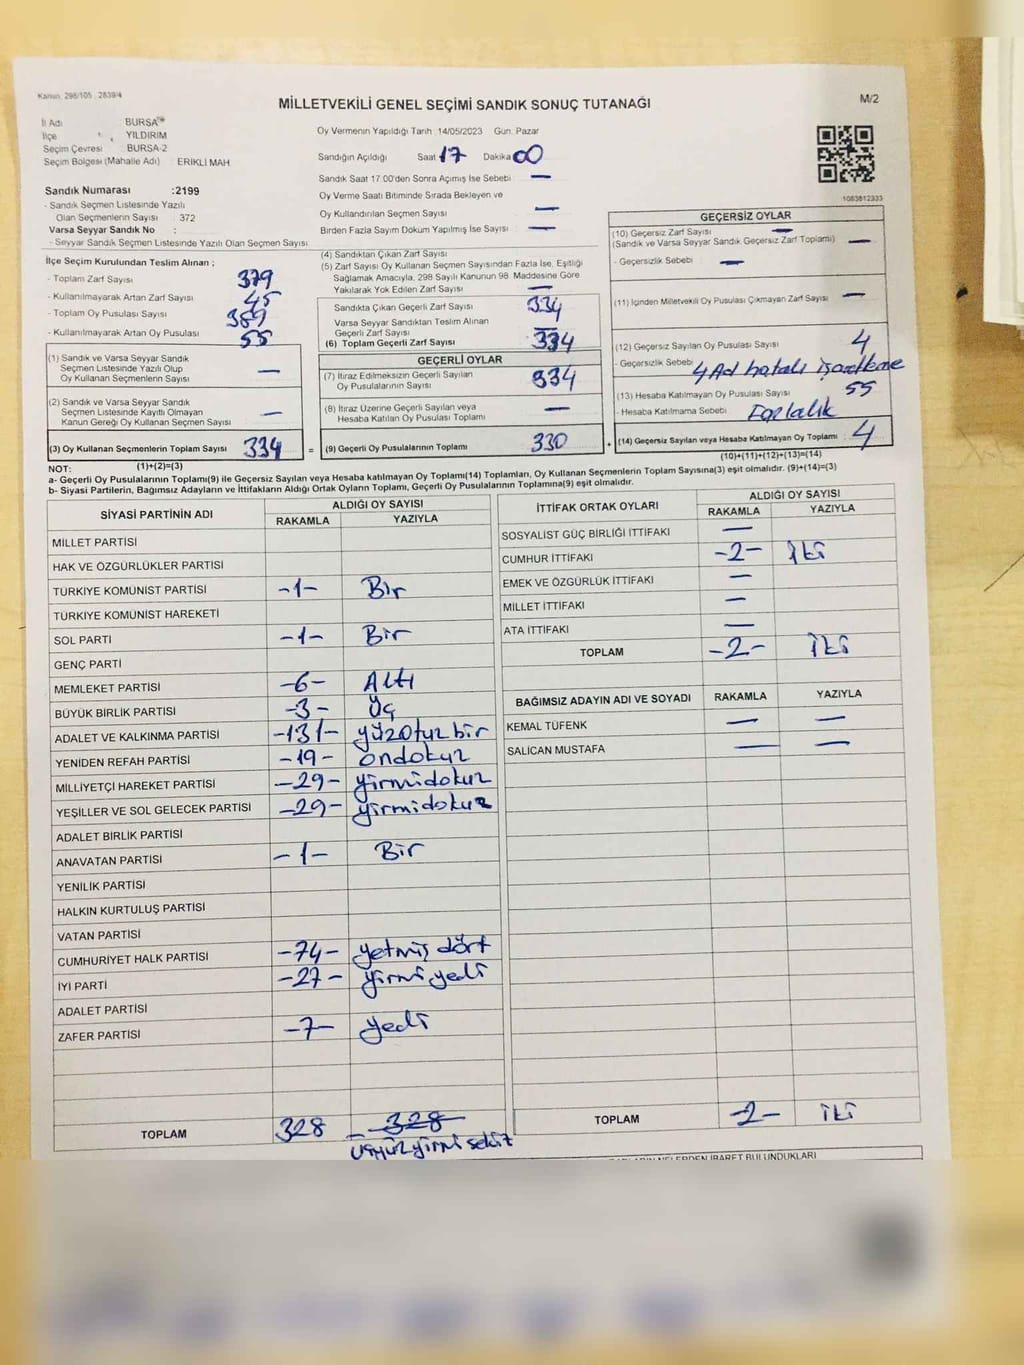 Kanun. 298/105 : 2839/4
MİLLETVEKİLİ GENEL SEÇİMİ SANDIK SONUÇ TUTANAĞI
M/2
İl Adı BURSA
İlçe YILDIRIM
Seçim Çevresi BURSA-2
Seçim Bölgesi (Mahalle Adı) ERİKLİ MAH.
Sandık Numarası :2199
- Sandık Seçmen Listesinde Yazılı
Olan Seçmenlerin Sayısı : 372
Varsa Seyyar Sandık No :
- Seyyar Sandık Seçmen Listesinde Yazılı Olan Seçmen Sayısı
Oy Vermenin Yapıldığı Tarih 14/05/2023 Gün. Pazar
Sandığın Açıldığı Saat 17 Dakika 00
Sandık Saat 17.00'den Sonra Açımış İse Sebebi —
Oy Verme Saati Bitiminde Sırada Bekleyen ve
Oy Kullandırılan Seçmen Sayısı —
Birden Fazla Sayım Döküm Yapılmış İse Sayısı —
1083812333
İlçe Seçim Kurulundan Teslim Alınan ;
- Toplam Zarf Sayısı 379
- Kullanılmayarak Artan Zarf Sayısı 45
- Toplam Oy Pusulası Sayısı 389
- Kullanılmayarak Artan Oy Pusulası 55
(1) Sandık ve Varsa Seyyar Sandık
Seçmen Listesinde Yazılı Olup
Oy Kullanan Seçmenlerin Sayısı —
(2) Sandık ve Varsa Seyyar Sandık
Seçmen Listesinde Kayıtlı Olmayan
Kanun Gereği Oy Kullanan Seçmen Sayısı —
(3) Oy Kullanan Seçmenlerin Toplam Sayısı 334
(1)+(2)=(3)
(4) Sandıktan Çıkan Zarf Sayısı
(5) Zarf Sayısı Oy Kullanan Seçmen Sayısından Fazla İse, Eşitliği
Sağlamak Amacıyla, 298 Sayılı Kanunun 98. Maddesine Göre
Yakılarak Yok Edilen Zarf Sayısı —
Sandıkta Çıkan Geçerli Zarf Sayısı 334
Varsa Seyyar Sandıktan Teslim Alınan
Geçerli Zarf Sayısı —
(6) Toplam Geçerli Zarf Sayısı 334
GEÇERLİ OYLAR
(7) İtiraz Edilmeksizin Geçerli Sayılan
Oy Pusulalarının Sayısı 334
(8) İtiraz Üzerine Geçerli Sayılan veya
Hesaba Katılan Oy Pusulası Toplamı —
= (9) Geçerli Oy Pusulalarının Toplamı 330
GEÇERSİZ OYLAR
(10) Geçersiz Zarf Sayısı —
(Sandık ve Varsa Seyyar Sandık Geçersiz Zarf Toplamı) —
- Geçersizlik Sebebi —
(11) İçinden Milletvekili Oy Pusulası Çıkmayan Zarf Sayısı —
(12) Geçersiz Sayılan Oy Pusulası Sayısı 4
- Geçersizlik Sebebi 4 Ad hatalı işaretleme
(13) Hesaba Katılmayan Oy Pusulası Sayısı 55
- Hesaba Katılmama Sebebi
+ (14) Geçersiz Sayılan veya Hesaba Katılmayan Oy Toplamı 4
(10)+(11)+(12)+(13)=(14)
NOT:
a- Geçerli Oy Pusulalarının Toplamı(9) ile Geçersiz Sayılan veya Hesaba katılmayan Oy Toplamı(14) Toplamları, Oy Kullanan Seçmenlerin Toplam Sayısına(3) eşit olmalıdır. (9)+(14)=(3)
b- Siyasi Partilerin, Bağımsız Adayların ve İttifakların Aldığı Ortak Oyların Toplamı, Geçerli Oy Pusulalarının Toplamına(9) eşit olmalıdır.
SİYASİ PARTİNİN ADI ALDIĞI OY SAYISI
RAKAMLA YAZIYLA
MİLLET PARTİSİ
HAK VE ÖZGÜRLÜKLER PARTİSİ
TÜRKİYE KOMÜNİST PARTİSİ -1- Bir
TÜRKİYE KOMÜNİST HAREKETİ
SOL PARTİ -1- Bir
GENÇ PARTİ
MEMLEKET PARTİSİ -6- Altı
BÜYÜK BİRLİK PARTİSİ -3- Üç
ADALET VE KALKINMA PARTİSİ -131- yüzotuz bir
YENİDEN REFAH PARTİSİ -19- ondokuz
MİLLİYETÇİ HAREKET PARTİSİ -29- yirmidokuz
YEŞİLLER VE SOL GELECEK PARTİSİ -29- yirmidokuz
ADALET BİRLİK PARTİSİ
ANAVATAN PARTİSİ -1- Bir
YENİLİK PARTİSİ
HALKIN KURTULUŞ PARTİSİ
VATAN PARTİSİ
CUMHURİYET HALK PARTİSİ -74- yetmiş dört
İYİ PARTİ -27- yirmi yedi
ADALET PARTİSİ
ZAFER PARTİSİ -7- yedi
TOPLAM 328 328
üçyüz yirmi sekiz
İTTİFAK ORTAK OYLARI ALDIĞI OY SAYISI
RAKAMLA YAZIYLA
SOSYALİST GÜÇ BİRLİĞİ İTTİFAKI —
CUMHUR İTTİFAKI -2- İki
EMEK VE ÖZGÜRLÜK İTTİFAKI —
MİLLET İTTİFAKI —
ATA İTTİFAKI —
TOPLAM -2- İki
BAĞIMSIZ ADAYIN ADI VE SOYADI RAKAMLA YAZIYLA
KEMAL TÜFENK — —
SALİCAN MUSTAFA — —
TOPLAM -2- İki
İBARET BULUNDUKLARI